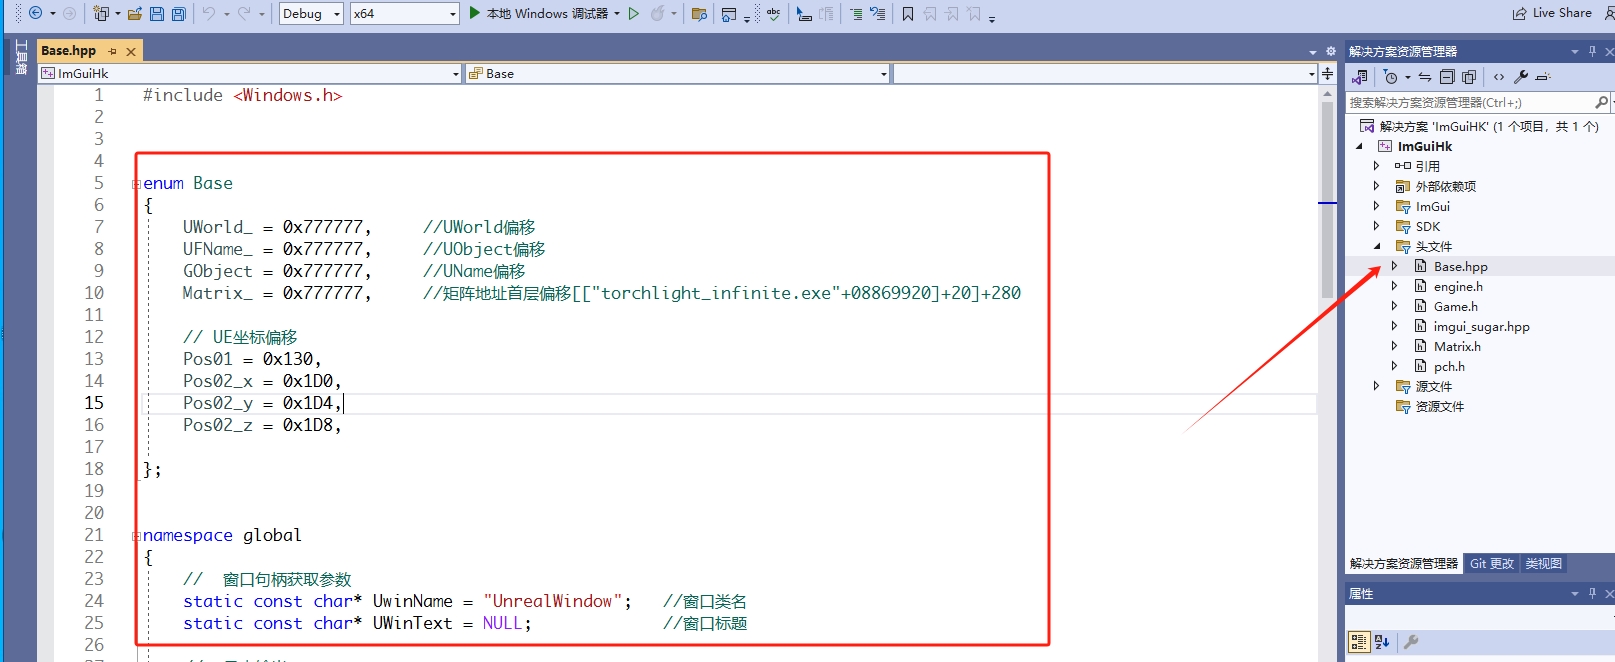 Debug
x64
本地 Windows 调试器
Live Share
工具箱
Base.hpp
ImGuiHk
Base
1 #include <Windows.h>
2
3
4
5 enum Base
6 {
7 UWorld_ = 0x777777, //UWorld偏移
8 UFName_ = 0x777777, //UObject偏移
9 GObject = 0x777777, //UName偏移
10 Matrix_ = 0x777777, //矩阵地址首层偏移[["torchlight_infinite.exe"+08869920]+20]+280
11
12 // UE坐标偏移
13 Pos01 = 0x130,
14 Pos02_x = 0x1D0,
15 Pos02_y = 0x1D4,
16 Pos02_z = 0x1D8,
17
18 };
19
20
21 namespace global
22 {
23 // 窗口句柄获取参数
24 static const char* UwinName = "UnrealWindow"; //窗口类名
25 static const char* UWinText = NULL; //窗口标题
26
解决方案资源管理器
搜索解决方案资源管理器(Ctrl+;)
解决方案 'ImGuiHK' (1 个项目，共 1 个)
ImGuiHk
引用
外部依赖项
ImGui
SDK
头文件
Base.hpp
engine.h
Game.h
imgui_sugar.hpp
Matrix.h
pch.h
源文件
资源文件
解决方案资源管理器 Git 更改 类视图
属性